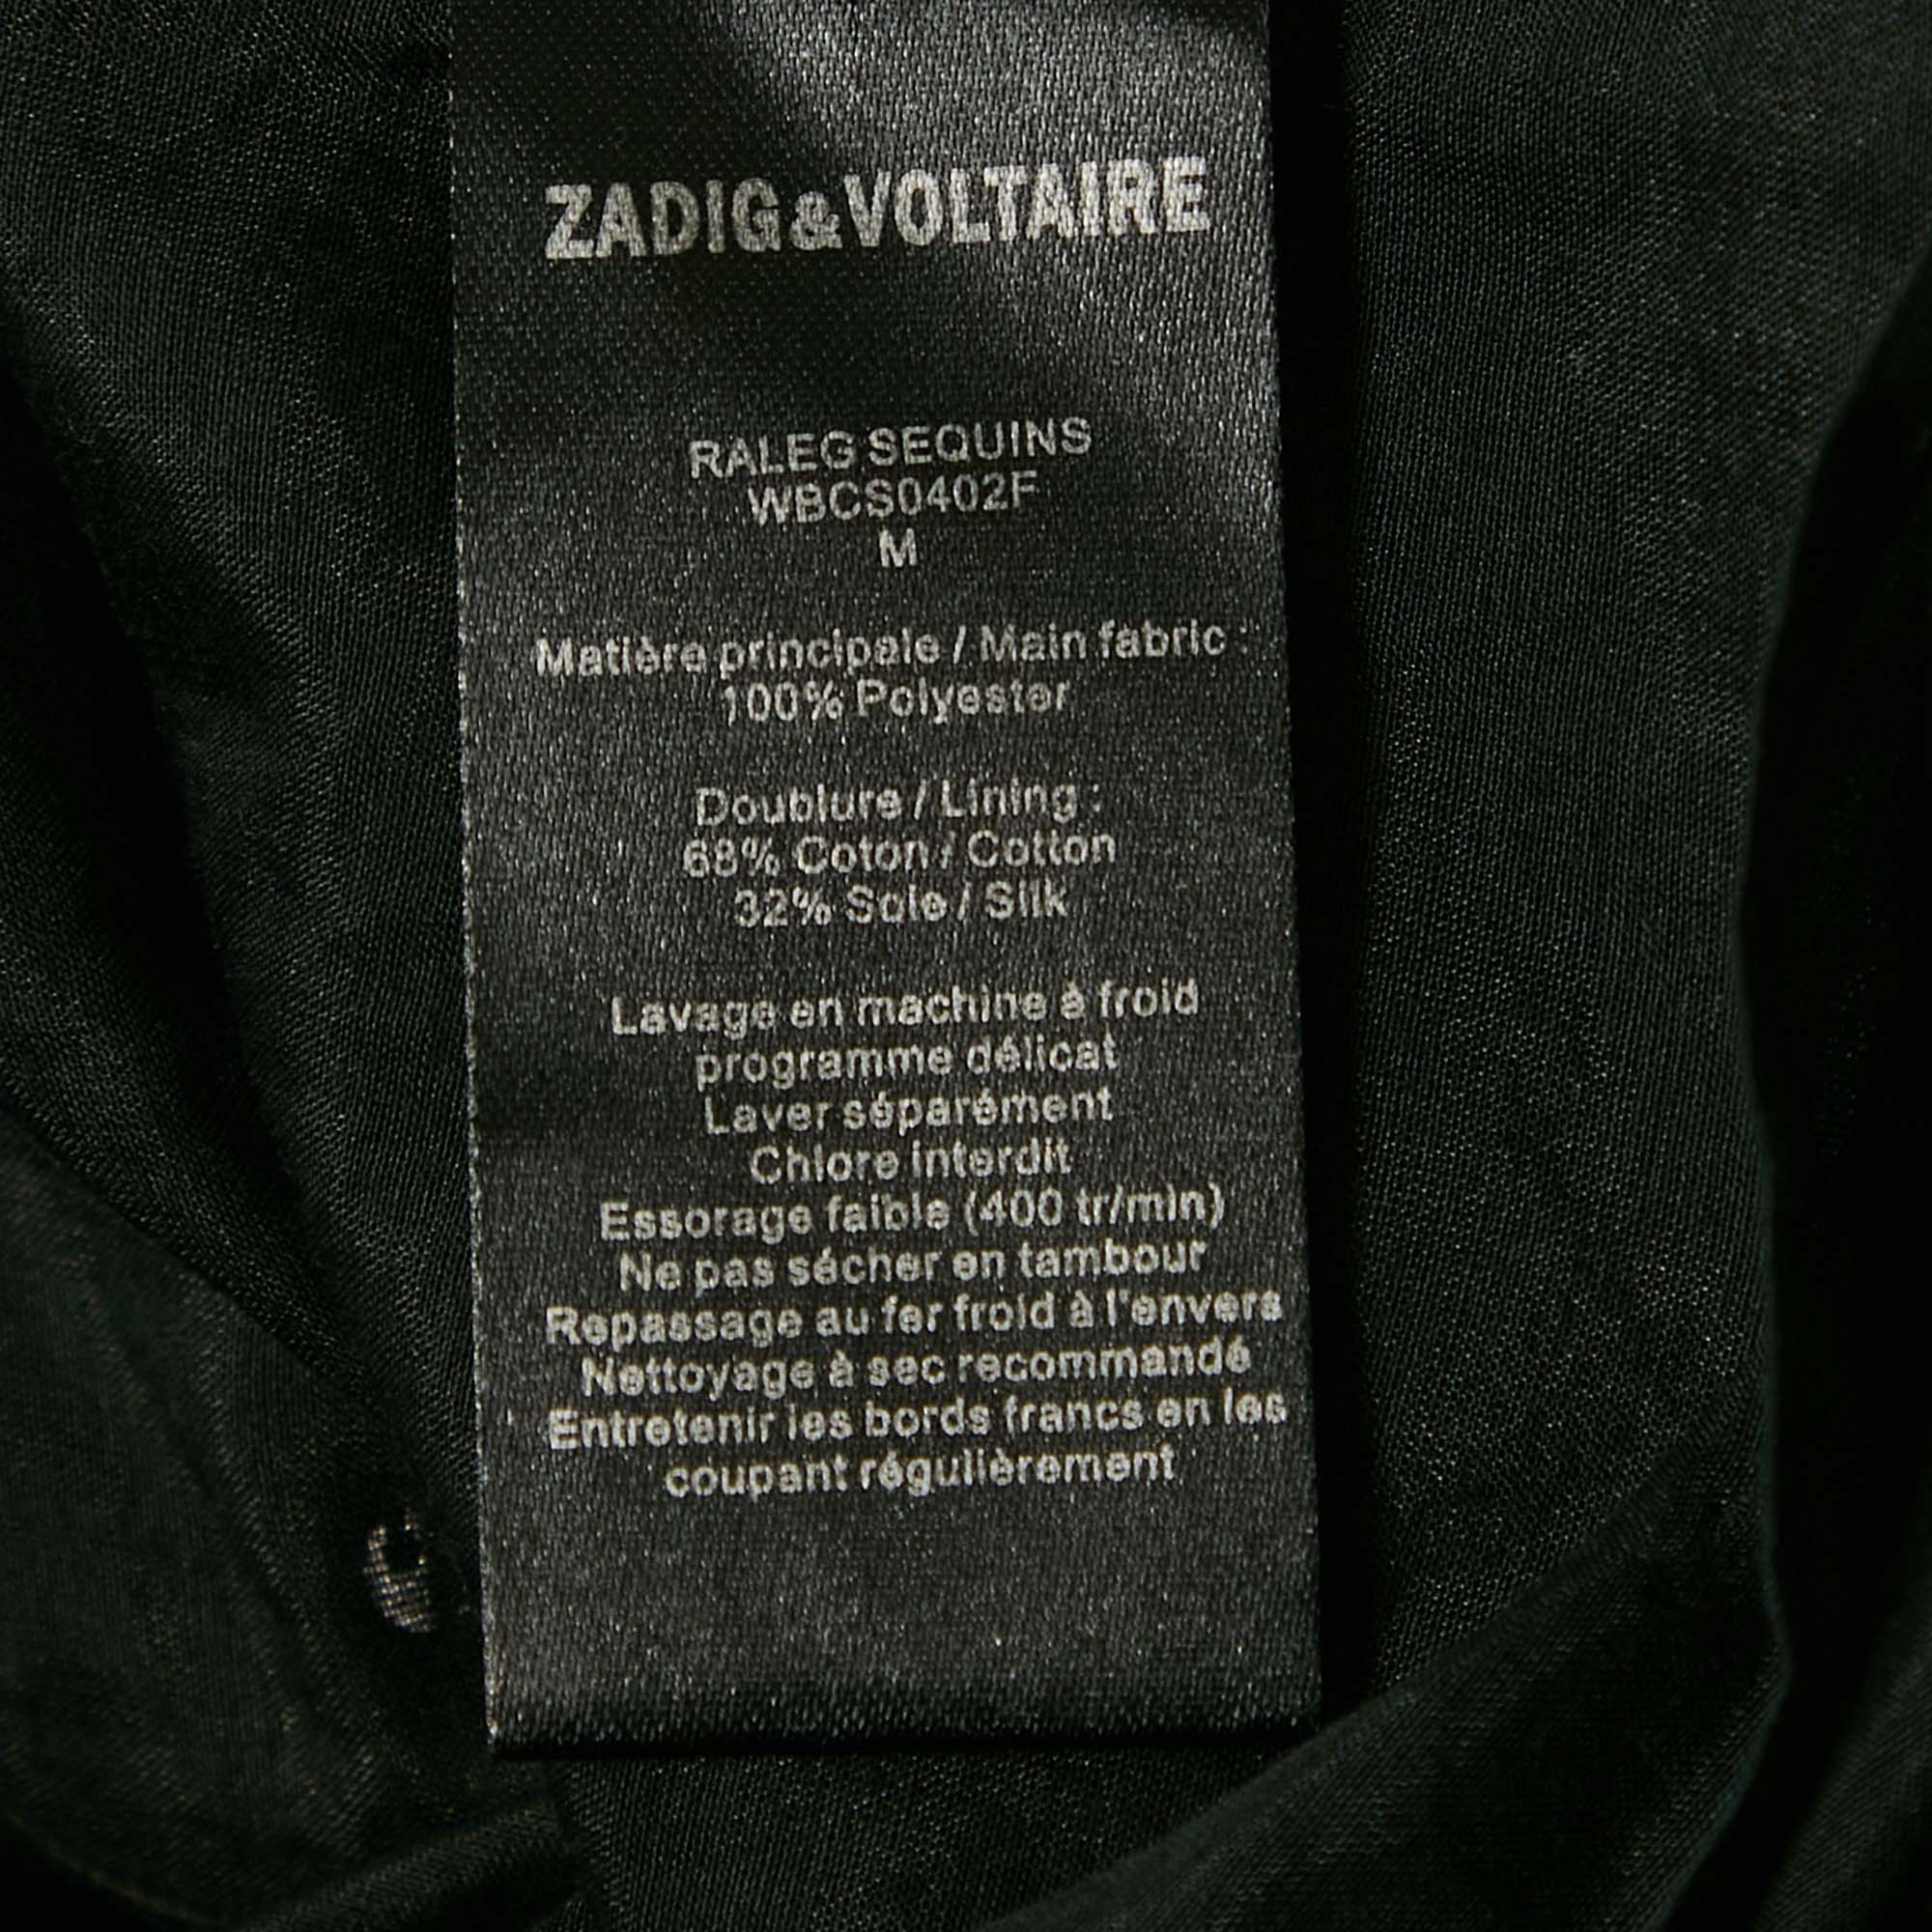 ZADIG&VOLTAIRE
RALEG SEQUINS
WBCS0402F
M
Matière principale / Main fabric :
100% Polyester
Doublure / Lining :
68% Coton / Cotton
32% Soie / Silk
Lavage en machine à froid
programme délicat
Laver séparément
Chlore interdit
Essorage faible (400 tr/min)
Ne pas sécher en tambour
Repassage au fer froid à l'envers
Nettoyage à sec recommandé
Entretenir les bords francs en les
coupant régulièrement